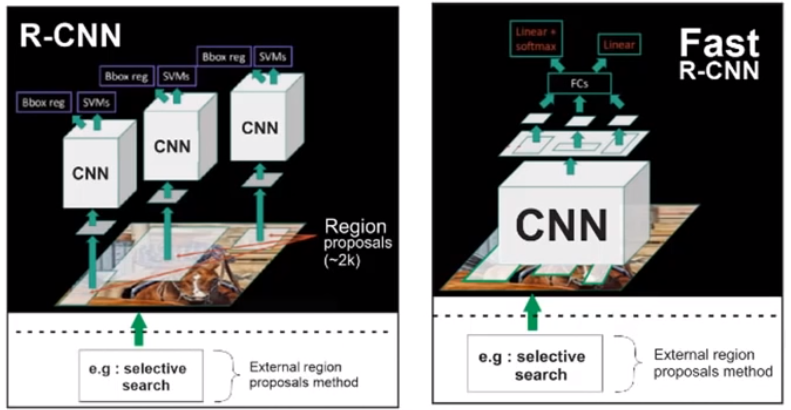 R-CNN
Bbox reg
SVMs
Bbox reg
SVMs
Bbox reg
SVMs
CNN
CNN
CNN
Region
proposals
(~2k)
e.g : selective
search
External region
proposals method
Fast
R-CNN
Linear +
softmax
Linear
FCs
CNN
e.g : selective
search
External region
proposals method